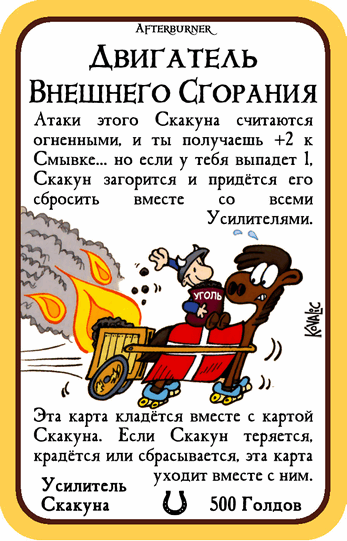 Afterburner
Двигатель
Внешнего Сгорания
Атаки этого Скакуна считаются
огненными, и ты получаешь +2 к
Смывке... но если у тебя выпадет 1,
Скакун загорится и придётся его
сбросить вместе со всеми
Усилителями.
УГОЛЬ
Kovalic
Эта карта кладётся вместе с картой
Скакуна. Если Скакун теряется,
крадётся или сбрасывается, эта карта
уходит вместе с ним.
Усилитель
Скакуна
500 Голдов